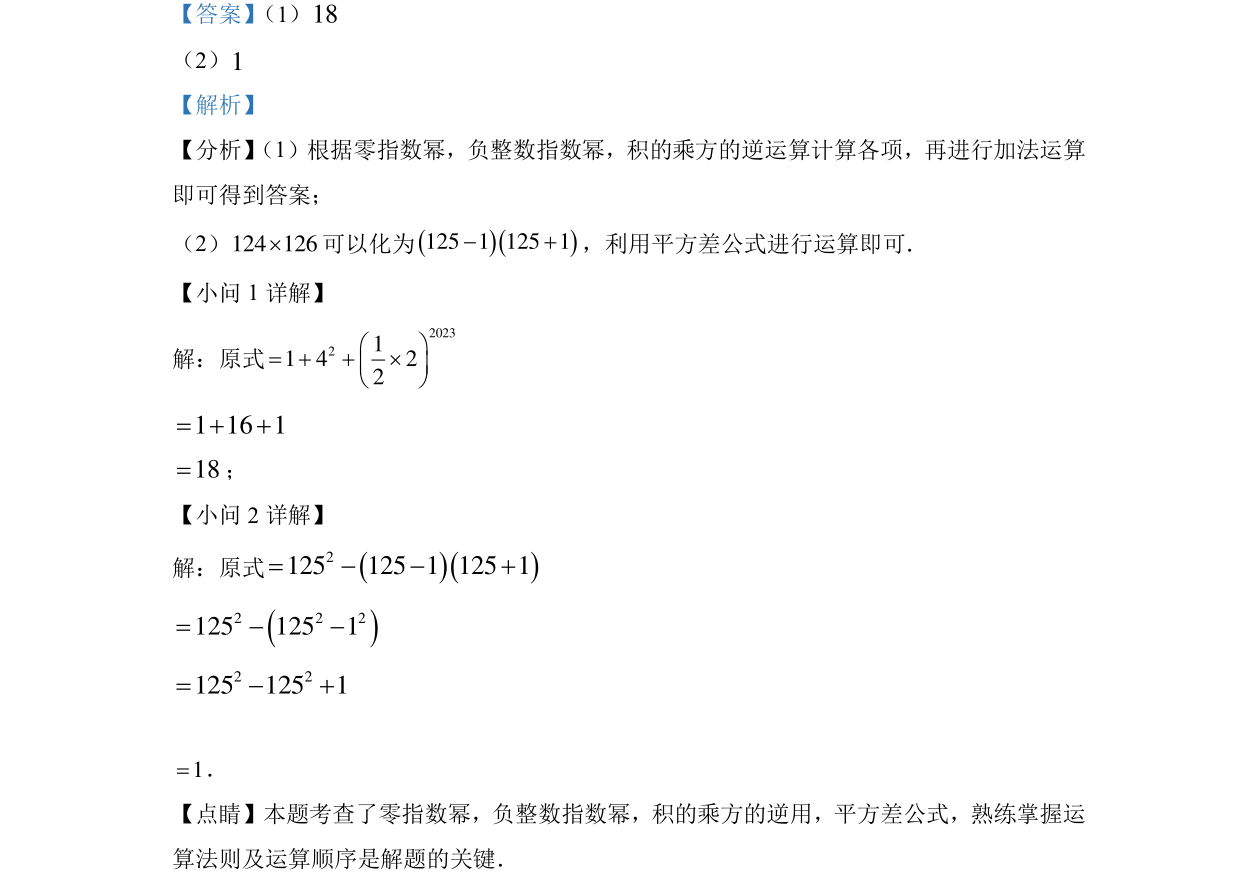 【答案】（1）18
（2）1
【解析】
【分析】（1）根据零指数幂，负整数指数幂，积的乘方的逆运算计算各项，再进行加法运算
即可得到答案；
（2）124×126可以化为(125－1)(125＋1)，利用平方差公式进行运算即可．
【小问 1 详解】
解：原式=1+4²+(1/2×2)^2023
=1+16+1
=18；
【小问 2 详解】
解：原式=125²−(125−1)(125+1)
=125²−(125²−1²)
=125²−125²+1
=1．
【点睛】本题考查了零指数幂，负整数指数幂，积的乘方的逆用，平方差公式，熟练掌握运
算法则及运算顺序是解题的关键．